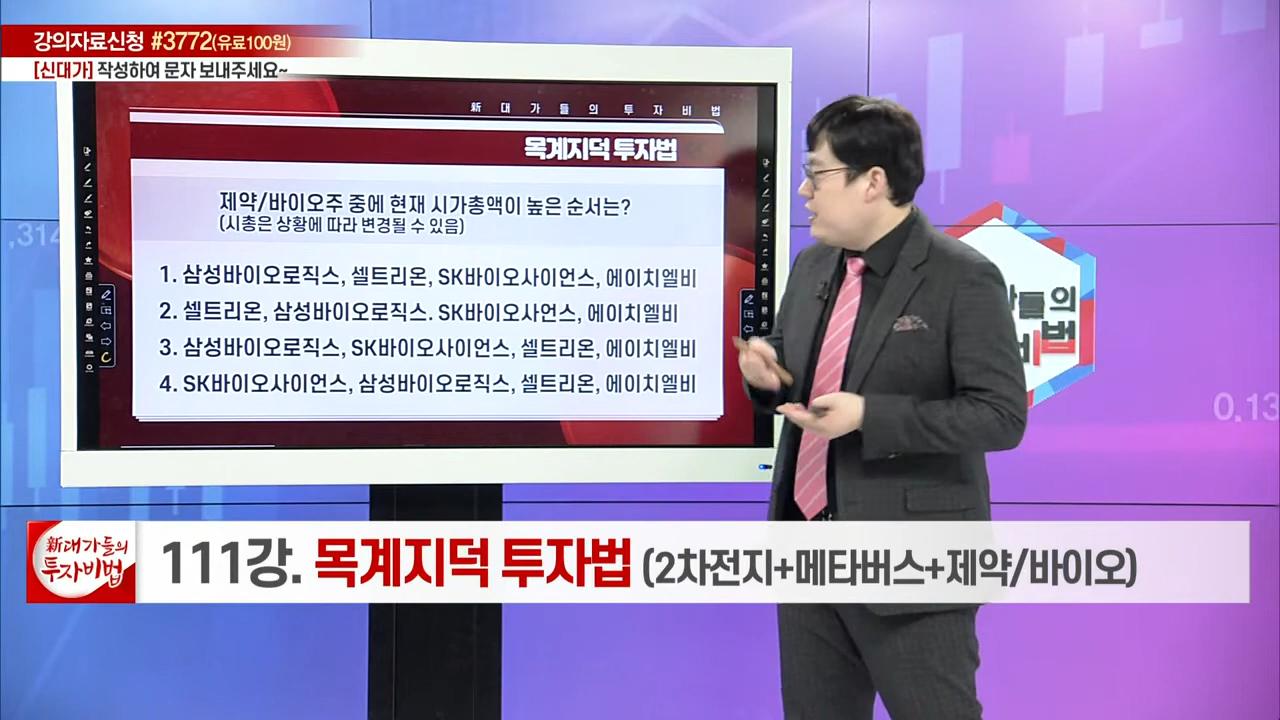 강의자료신청 #3772(유료100원)
[신대가] 작성하여 문자 보내주세요~
新대가들의투자비법
목계지덕 투자법
제약/바이오주 중에 현재 시가총액이 높은 순서는?
(시총은 상황에 따라 변경될 수 있음)
1. 삼성바이오로직스, 셀트리온, SK바이오사이언스, 에이치엘비
2. 셀트리온, 삼성바이오로직스. SK바이오사언스, 에이치엘비
3. 삼성바이오로직스, SK바이오사이언스, 셀트리온, 에이치엘비
4. SK바이오사이언스, 삼성바이오로직스, 셀트리온, 에이치엘비
,314
들의
법
0.13
新대가들의
투자비법
111강. 목계지덕 투자법 (2차전지+메타버스+제약/바이오)